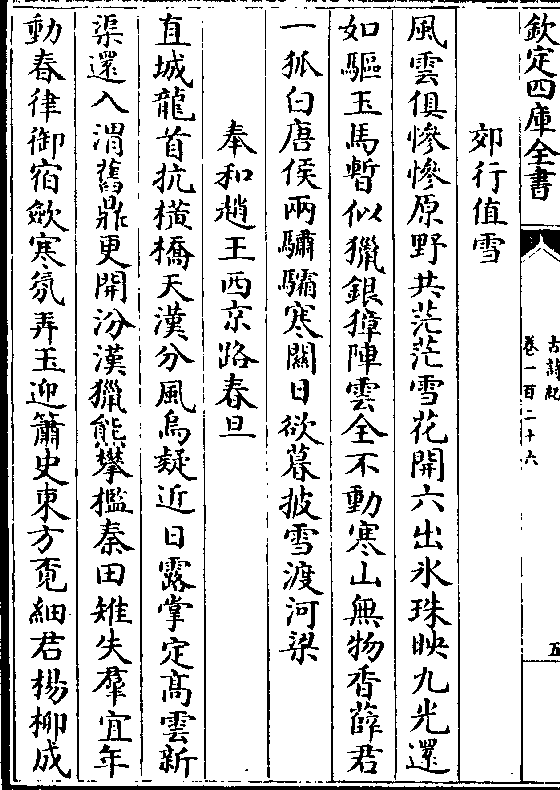 欽定四庫全書
古詩紀
卷一百二十六
五
郊行值雪
風雲俱慘慘原野共茫茫雪花開六出氷珠映九光還
如驅玉馬暫似獵銀獐陣雲全不動寒山無物香薛君
一狐白唐侯兩驌驦寒關日欲暮披雪渡河梁
奉和趙王西京路春旦
直城龍首抗橫橋天漢分風烏疑近日露掌定髙雲新
渠還入渭舊鼎更開汾漢獵熊攀檻秦田雉失羣宜年
動春律御宿歛寒氛弄玉迎簫史東方覔細君楊柳成